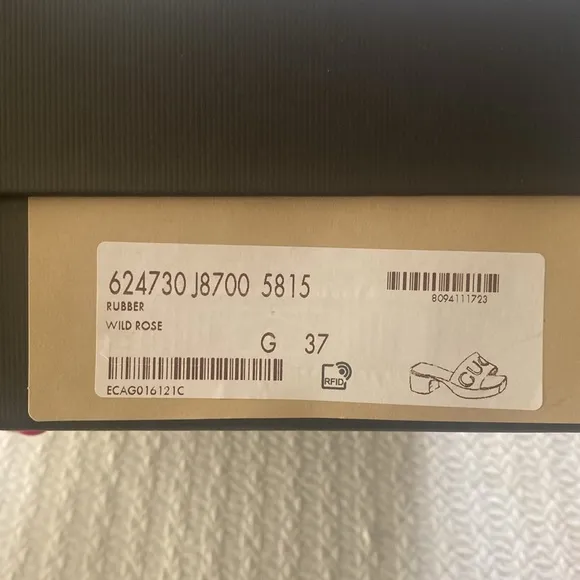 624730 J8700 5815
RUBBER
WILD ROSE
8094111723
G 37
ECAG016121C
RFID
GUC